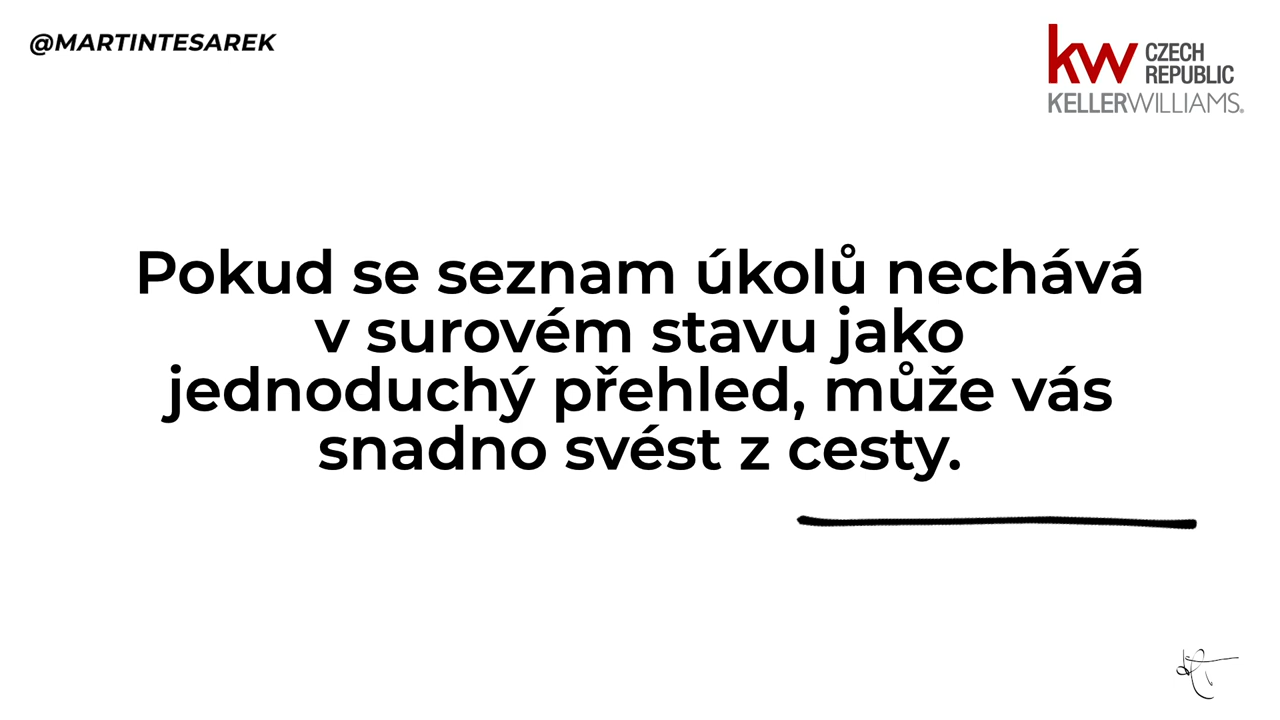 @MARTINTESAREK
kw CZECH
REPUBLIC
KELLERWILLIAMS.
Pokud se seznam úkolů nechává
v surovém stavu jako
jednoduchý přehled, může vás
snadno svést z cesty.